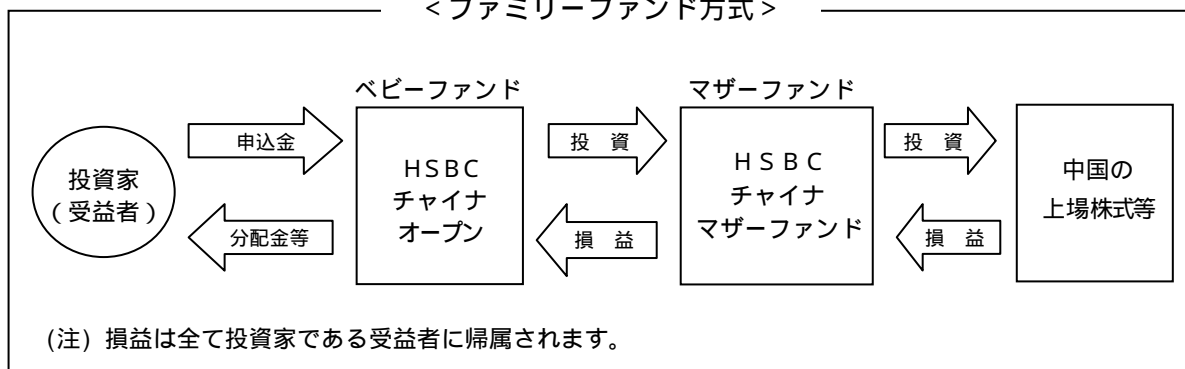 <ファミリーファンド方式>
ベビーファンド
マザーファンド
投資家
(受益者)
申込金
分配金等
HSBC
チャイナ
オープン
投 資
損 益
HSBC
チャイナ
マザーファンド
投 資
損 益
中国の
上場株式等
(注) 損益は全て投資家である受益者に帰属されます。